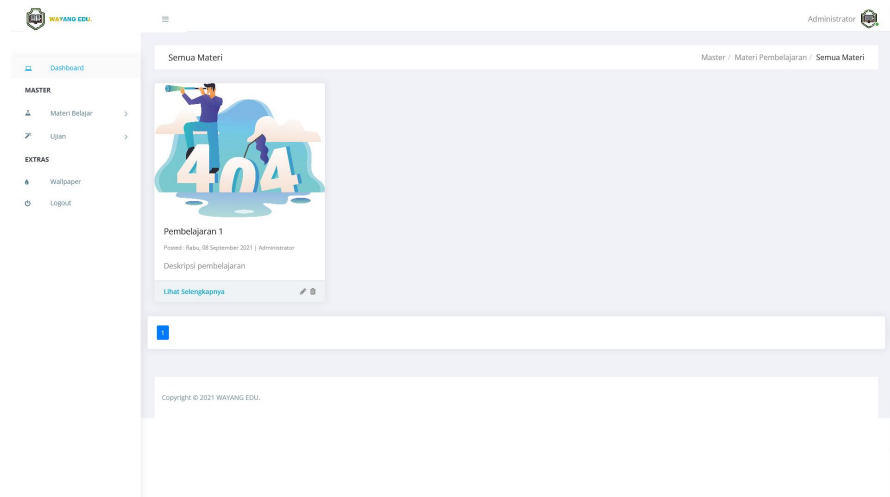 WAYANG EDU.
Administrator
Dashboard
MASTER
Materi Belajar
Ujian
EXTRAS
Wallpaper
Logout
Semua Materi
Master / Materi Pembelajaran / Semua Materi
404
Pembelajaran 1
Posted : Rabu, 08 September 2021 | Administrator
Deskripsi pembelajaran
Lihat Selengkapnya
1
Copyright © 2021 WAYANG EDU.